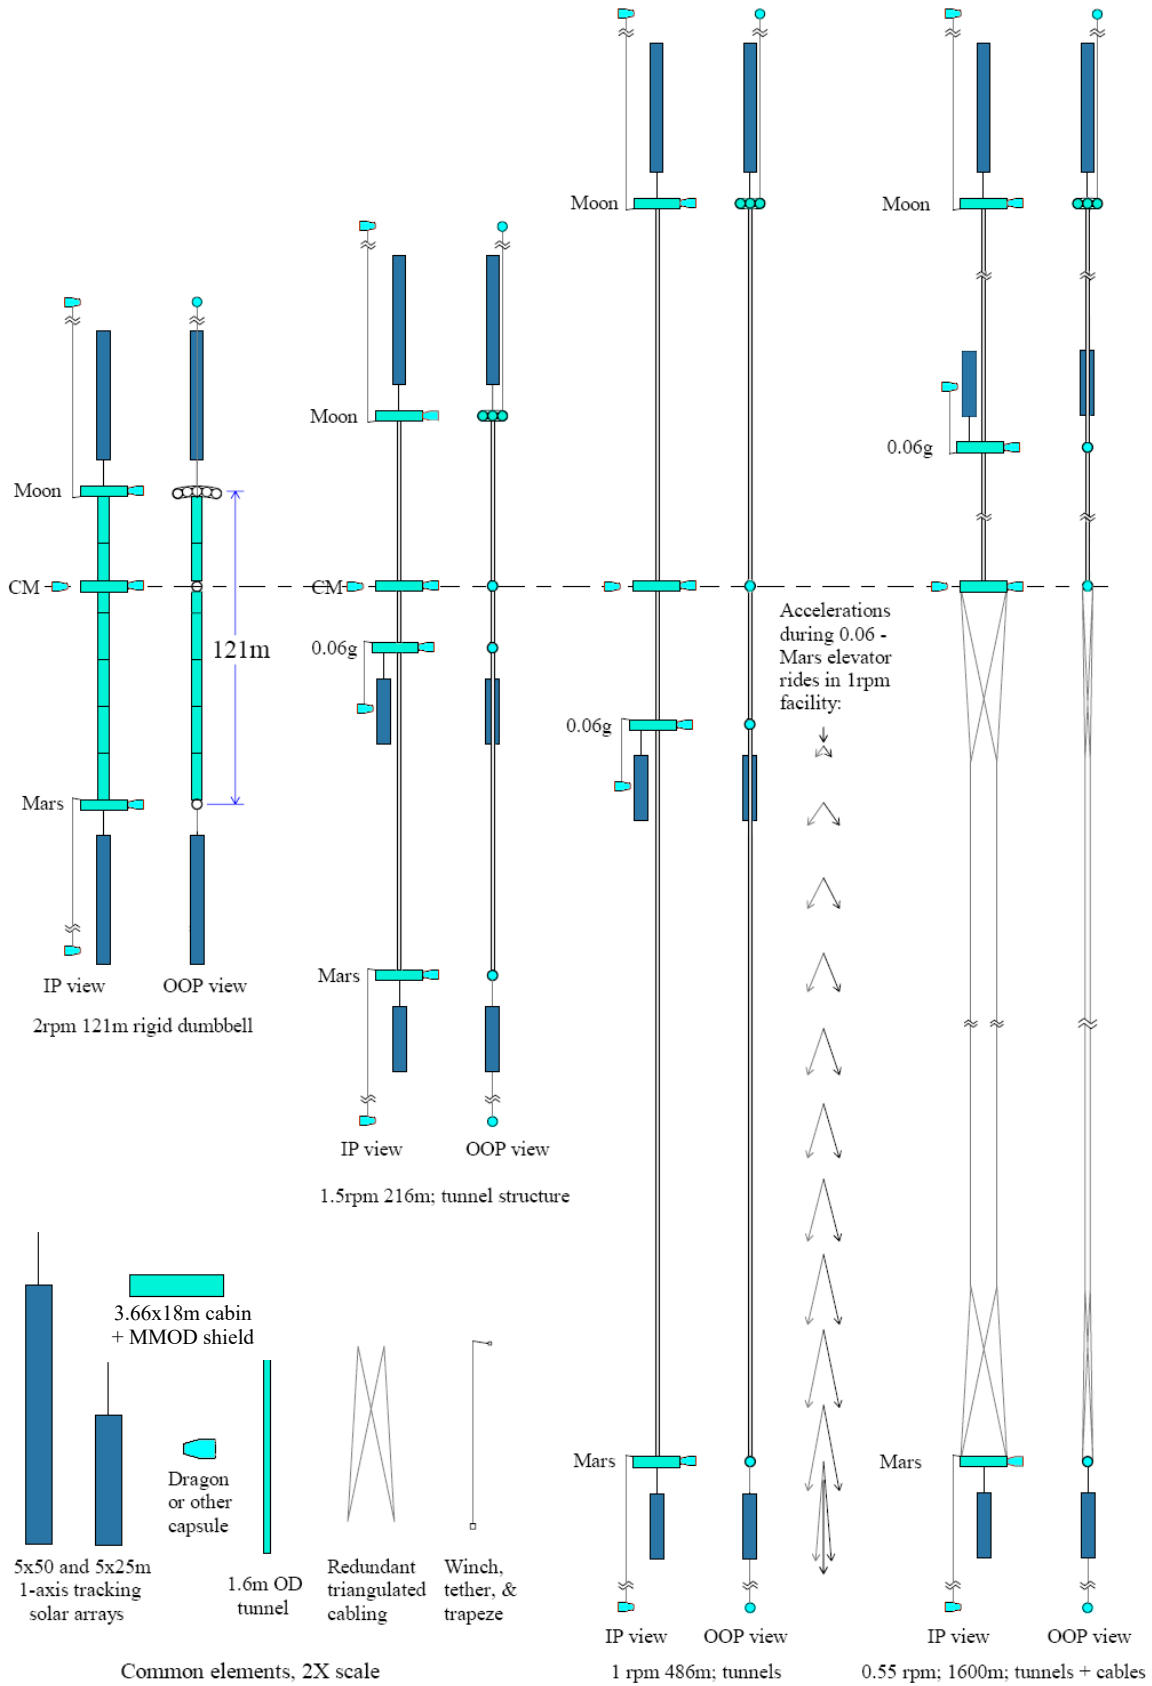 Moon
CM
121m
Mars
IP view
OOP view
2rpm 121m rigid dumbbell
Moon
CM
0.06g
Mars
IP view
OOP view
1.5rpm 216m; tunnel structure
Moon
0.06g
Mars
IP view
OOP view
1 rpm 486m; tunnels
Accelerations
during 0.06 -
Mars elevator
rides in 1rpm
facility:
Moon
0.06g
Mars
IP view
OOP view
0.55 rpm; 1600m; tunnels + cables
3.66x18m cabin
+ MMOD shield
Dragon
or other
capsule
5x50 and 5x25m
1-axis tracking
solar arrays
1.6m OD
tunnel
Redundant
triangulated
cabling
Winch,
tether, &
trapeze
Common elements, 2X scale